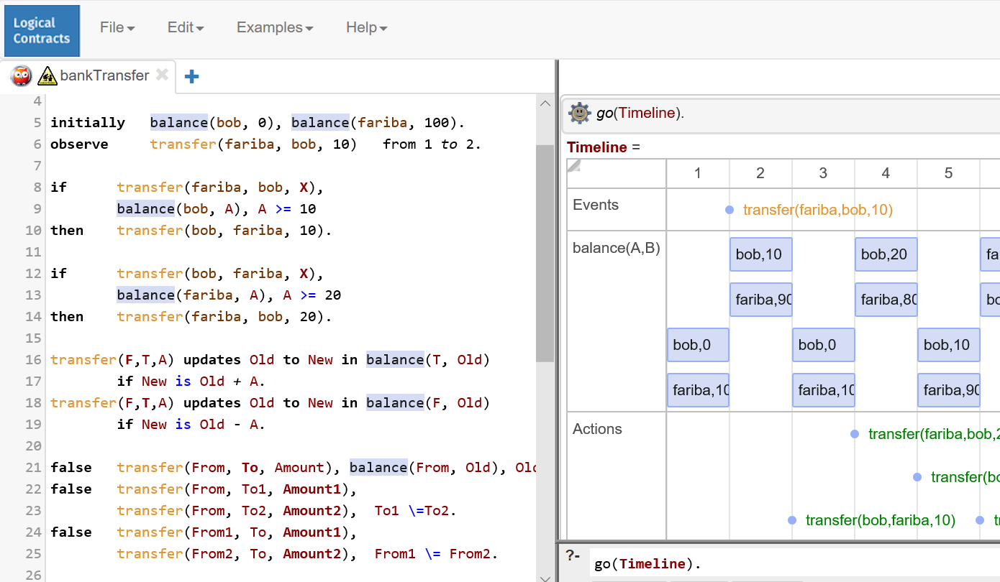 Logical
Contracts
File Edit Examples Help
bankTransfer
4
5 initially balance(bob, 0), balance(fariba, 100).
6 observe transfer(fariba, bob, 10) from 1 to 2.
7
8 if transfer(fariba, bob, X),
9 balance(bob, A), A >= 10
10 then transfer(bob, fariba, 10).
11
12 if transfer(bob, fariba, X),
13 balance(fariba, A), A >= 20
14 then transfer(fariba, bob, 20).
15
16 transfer(F,T,A) updates Old to New in balance(T, Old)
17 if New is Old + A.
18 transfer(F,T,A) updates Old to New in balance(F, Old)
19 if New is Old - A.
20
21 false transfer(From, To, Amount), balance(From, Old), Old
22 false transfer(From, To1, Amount1),
23 transfer(From, To2, Amount2), To1 \=To2.
24 false transfer(From1, To, Amount1),
25 transfer(From2, To, Amount2), From1 \= From2.
26
go(Timeline).
Timeline =
1 2 3 4 5
Events
transfer(fariba,bob,10)
balance(A,B)
bob,10 bob,20 fa
fariba,90 fariba,80 bo
bob,0 bob,0 bob,10
fariba,10 fariba,10 fariba,90
Actions
transfer(fariba,bob,2
transfer(bo
transfer(bob,fariba,10) t
?- go(Timeline).